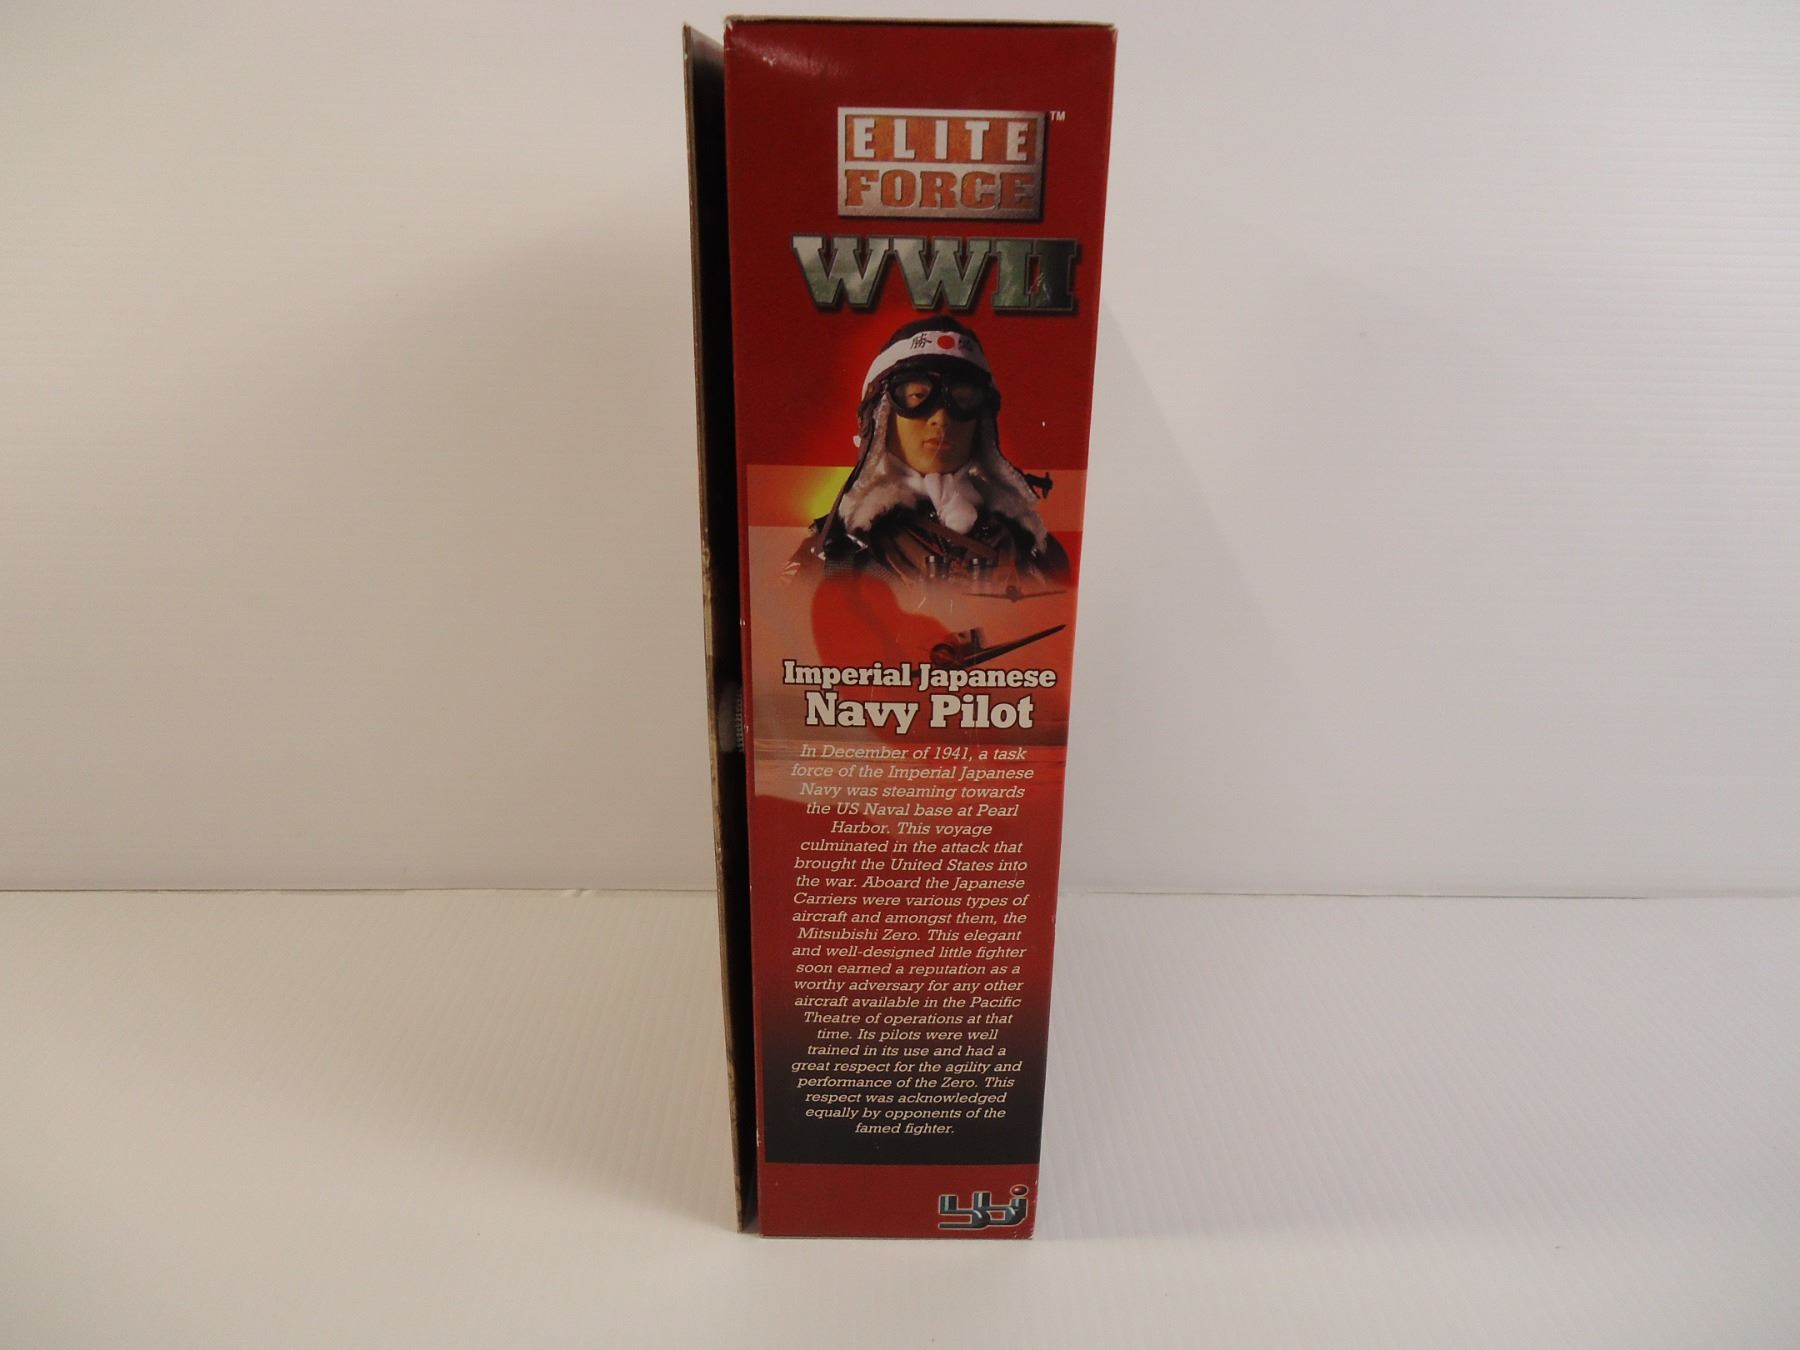 ELITE
FORCE™
WWII
勝 必
Imperial Japanese
Navy Pilot
In December of 1941, a task
force of the Imperial Japanese
Navy was steaming towards
the US Naval base at Pearl
Harbor. This voyage
culminated in the attack that
brought the United States into
the war. Aboard the Japanese
Carriers were various types of
aircraft and amongst them, the
Mitsubishi Zero. This elegant
and well-designed little fighter
soon earned a reputation as a
worthy adversary for any other
aircraft available in the Pacific
Theatre of operations at that
time. Its pilots were well
trained in its use and had a
great respect for the agility and
performance of the Zero. This
respect was acknowledged
equally by opponents of the
famed fighter.
bbi